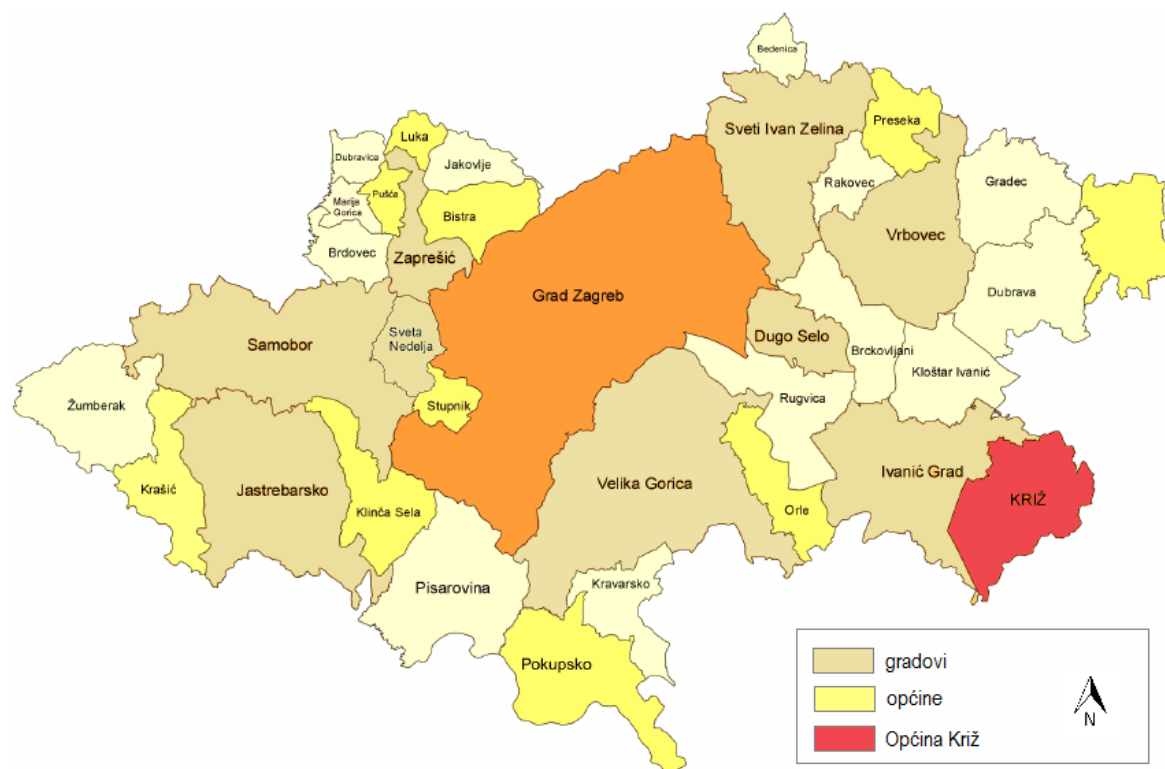 Bedenica
Sveti Ivan Zelina
Preseka
Luka
Dubravica
Jakovlje
Rakovec
Gradec
Pušća
Marija
Gorica
Bistra
Vrbovec
Brdovec
Zaprešić
Grad Zagreb
Dubrava
Sveta
Nedelja
Samobor
Dugo Selo
Brckovljani
Kloštar Ivanić
Žumberak
Stupnik
Rugvica
Ivanić Grad
Velika Gorica
Krašić
Jastrebarsko
KRIŽ
Klinča Sela
Orle
Pisarovina
Kravarsko
Pokupsko
gradovi
općine
Općina Križ
N